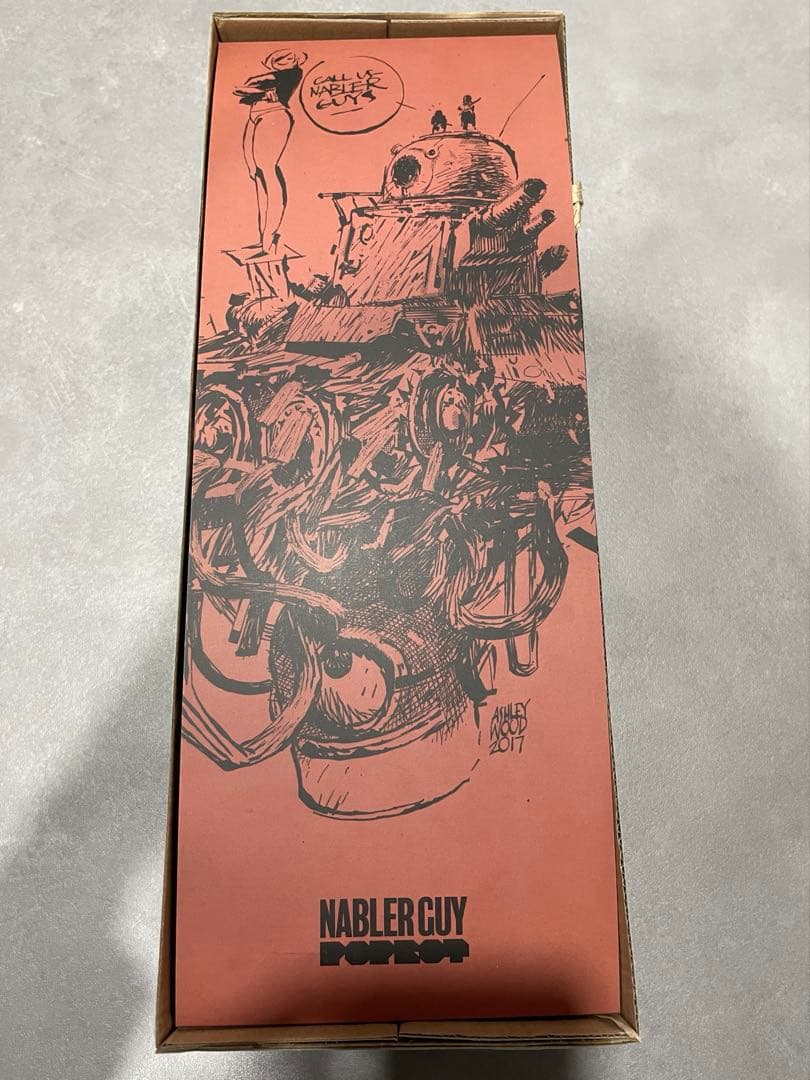 CALL US
NABLER
GUYS
ASHLEY
WOOD
2017
NABLER GUY
POPBOT